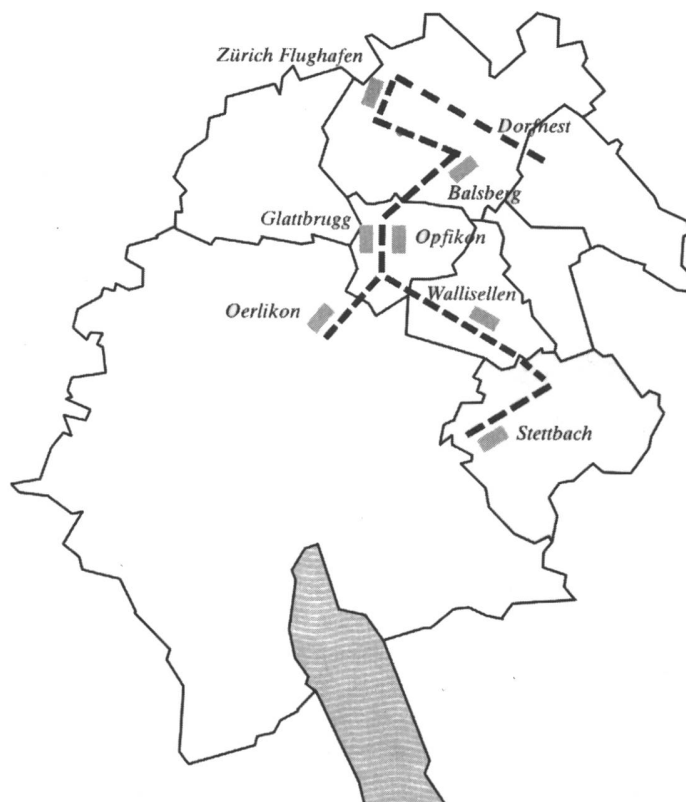 Zürich Flughafen
Dorfnest
Balsberg
Glattbrugg
Opfikon
Wallisellen
Oerlikon
Stettbach